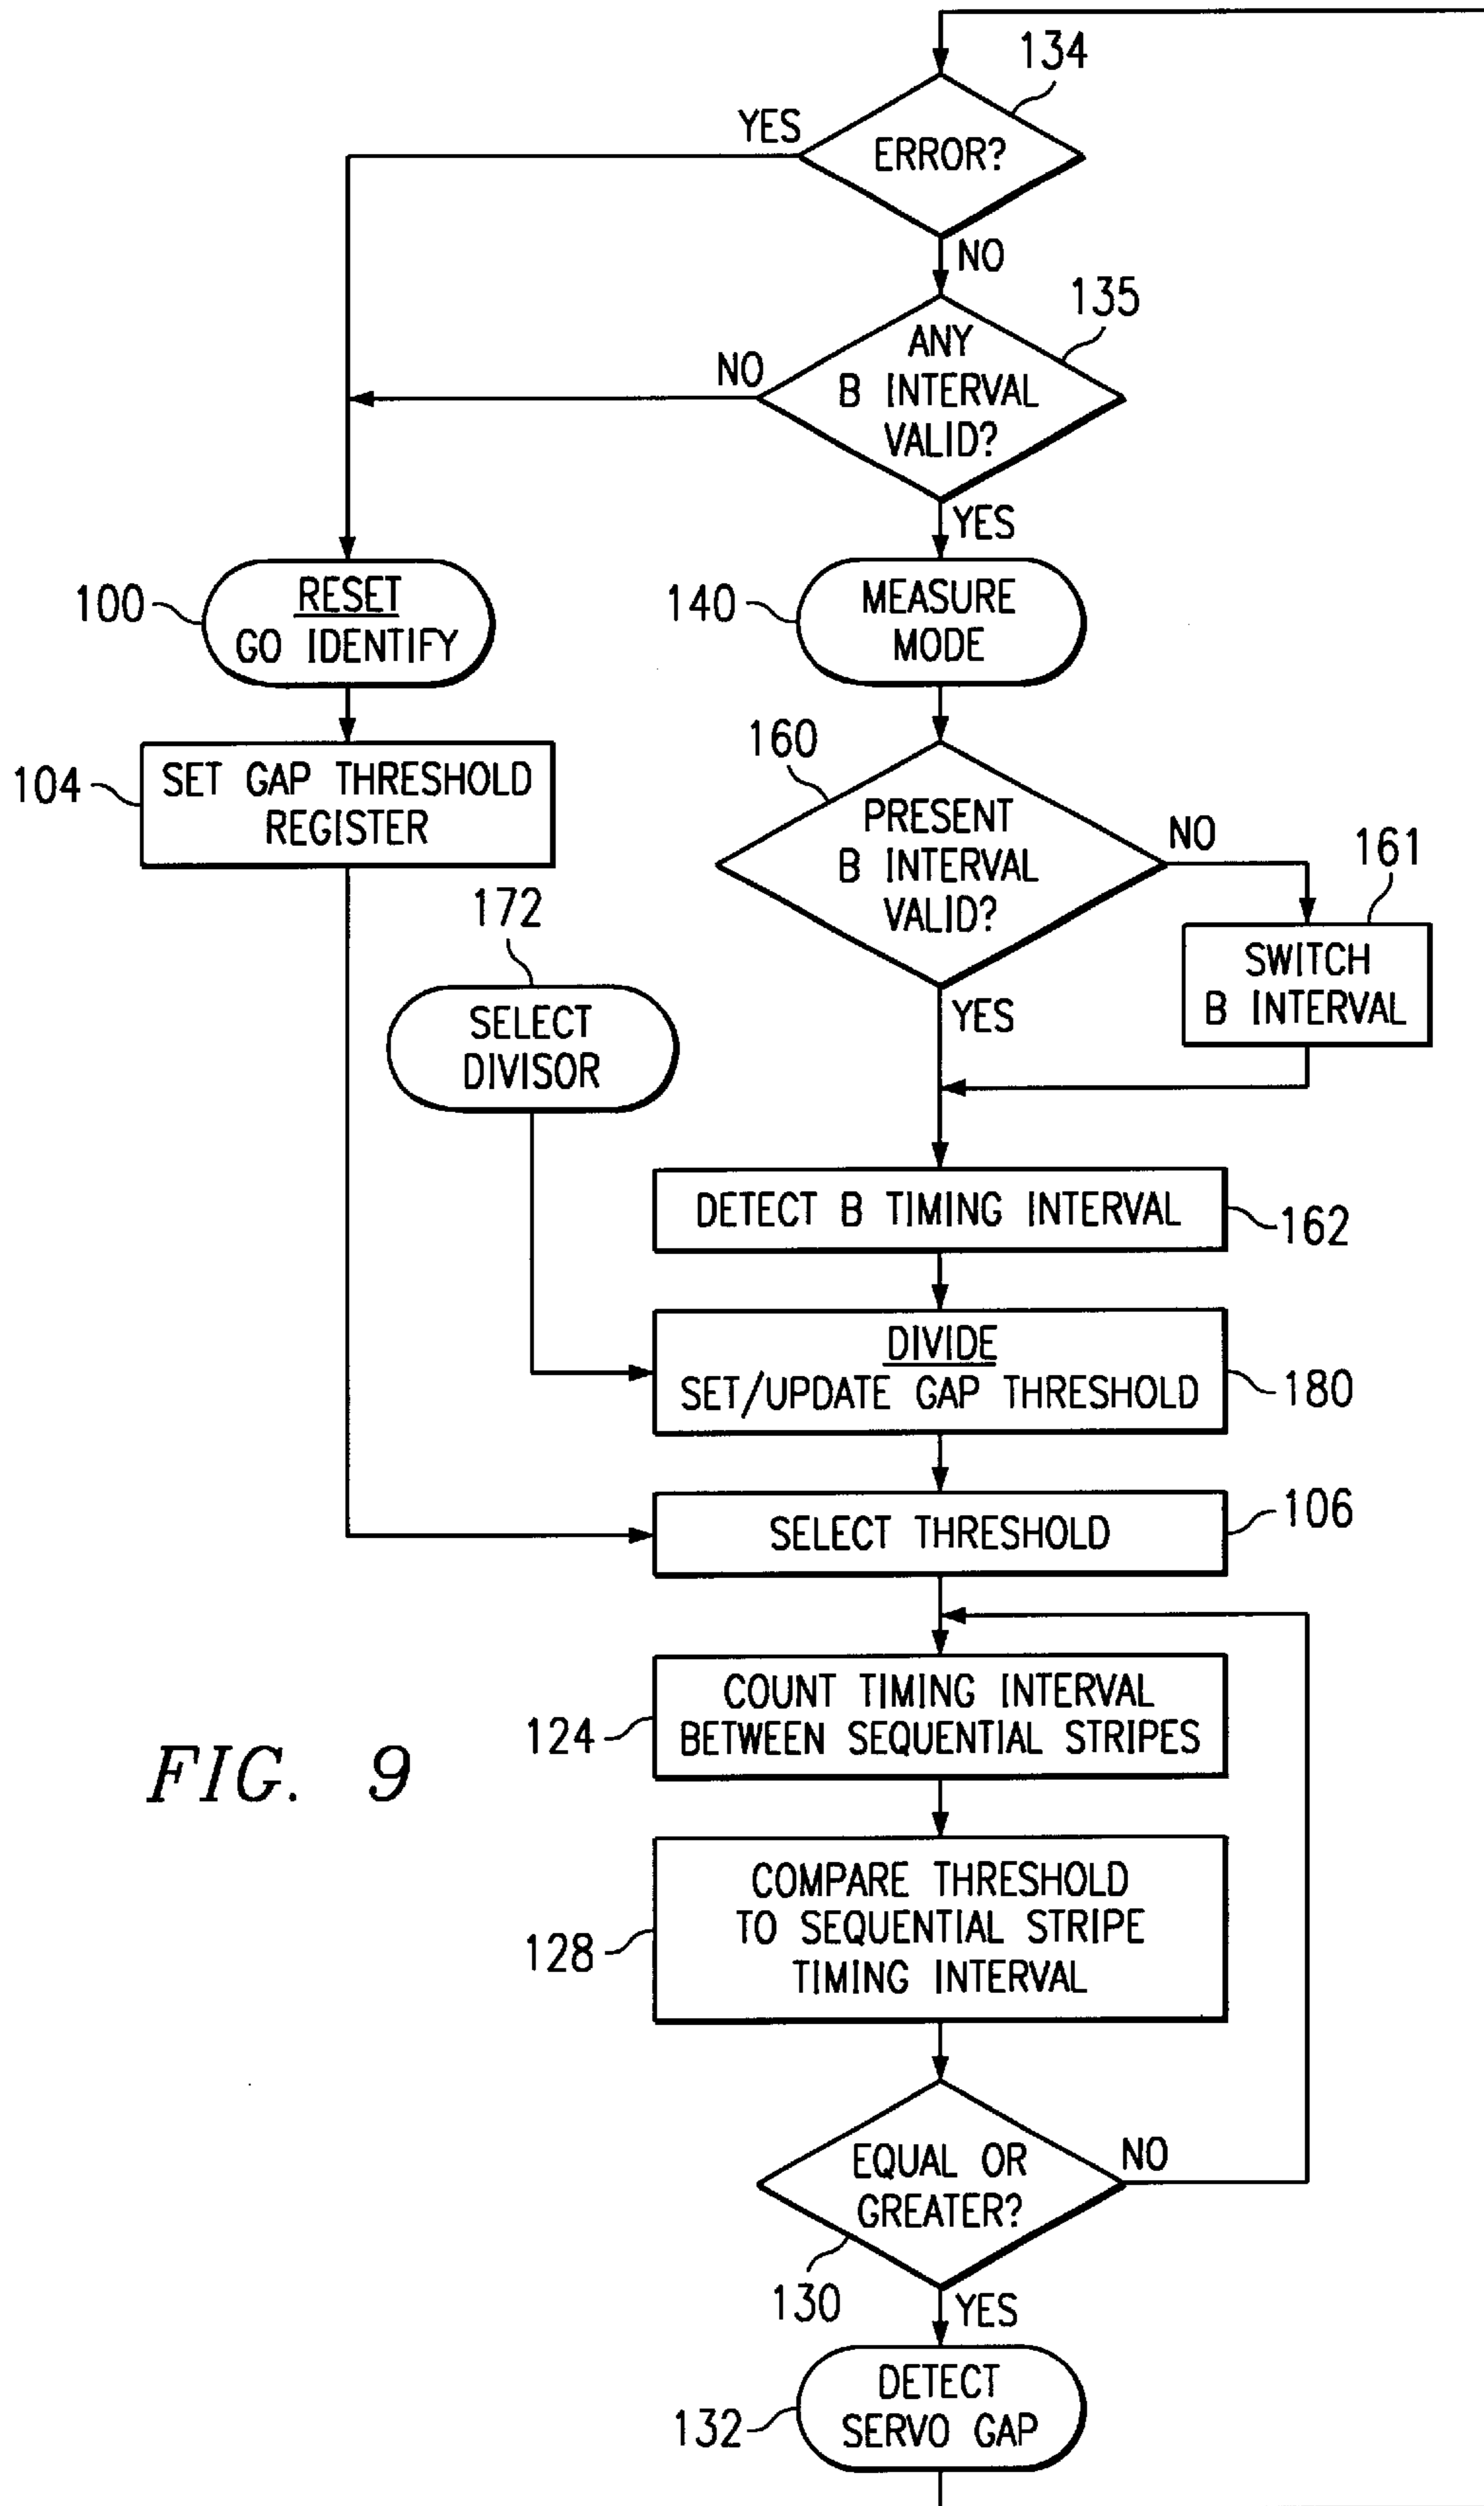 134
YES
ERROR?
NO
135
ANY
B INTERVAL
VALID?
NO
YES
100
RESET
GO IDENTIFY
140
MEASURE
MODE
104
SET GAP THRESHOLD
REGISTER
160
PRESENT
B INTERVAL
VALID?
NO
161
SWITCH
B INTERVAL
172
SELECT
DIVISOR
YES
DETECT B TIMING INTERVAL
162
DIVIDE
SET/UPDATE GAP THRESHOLD
180
SELECT THRESHOLD
106
COUNT TIMING INTERVAL
BETWEEN SEQUENTIAL STRIPES
124
FIG. 9
COMPARE THRESHOLD
TO SEQUENTIAL STRIPE
TIMING INTERVAL
128
EQUAL OR
GREATER?
NO
130
YES
DETECT
SERVO GAP
132